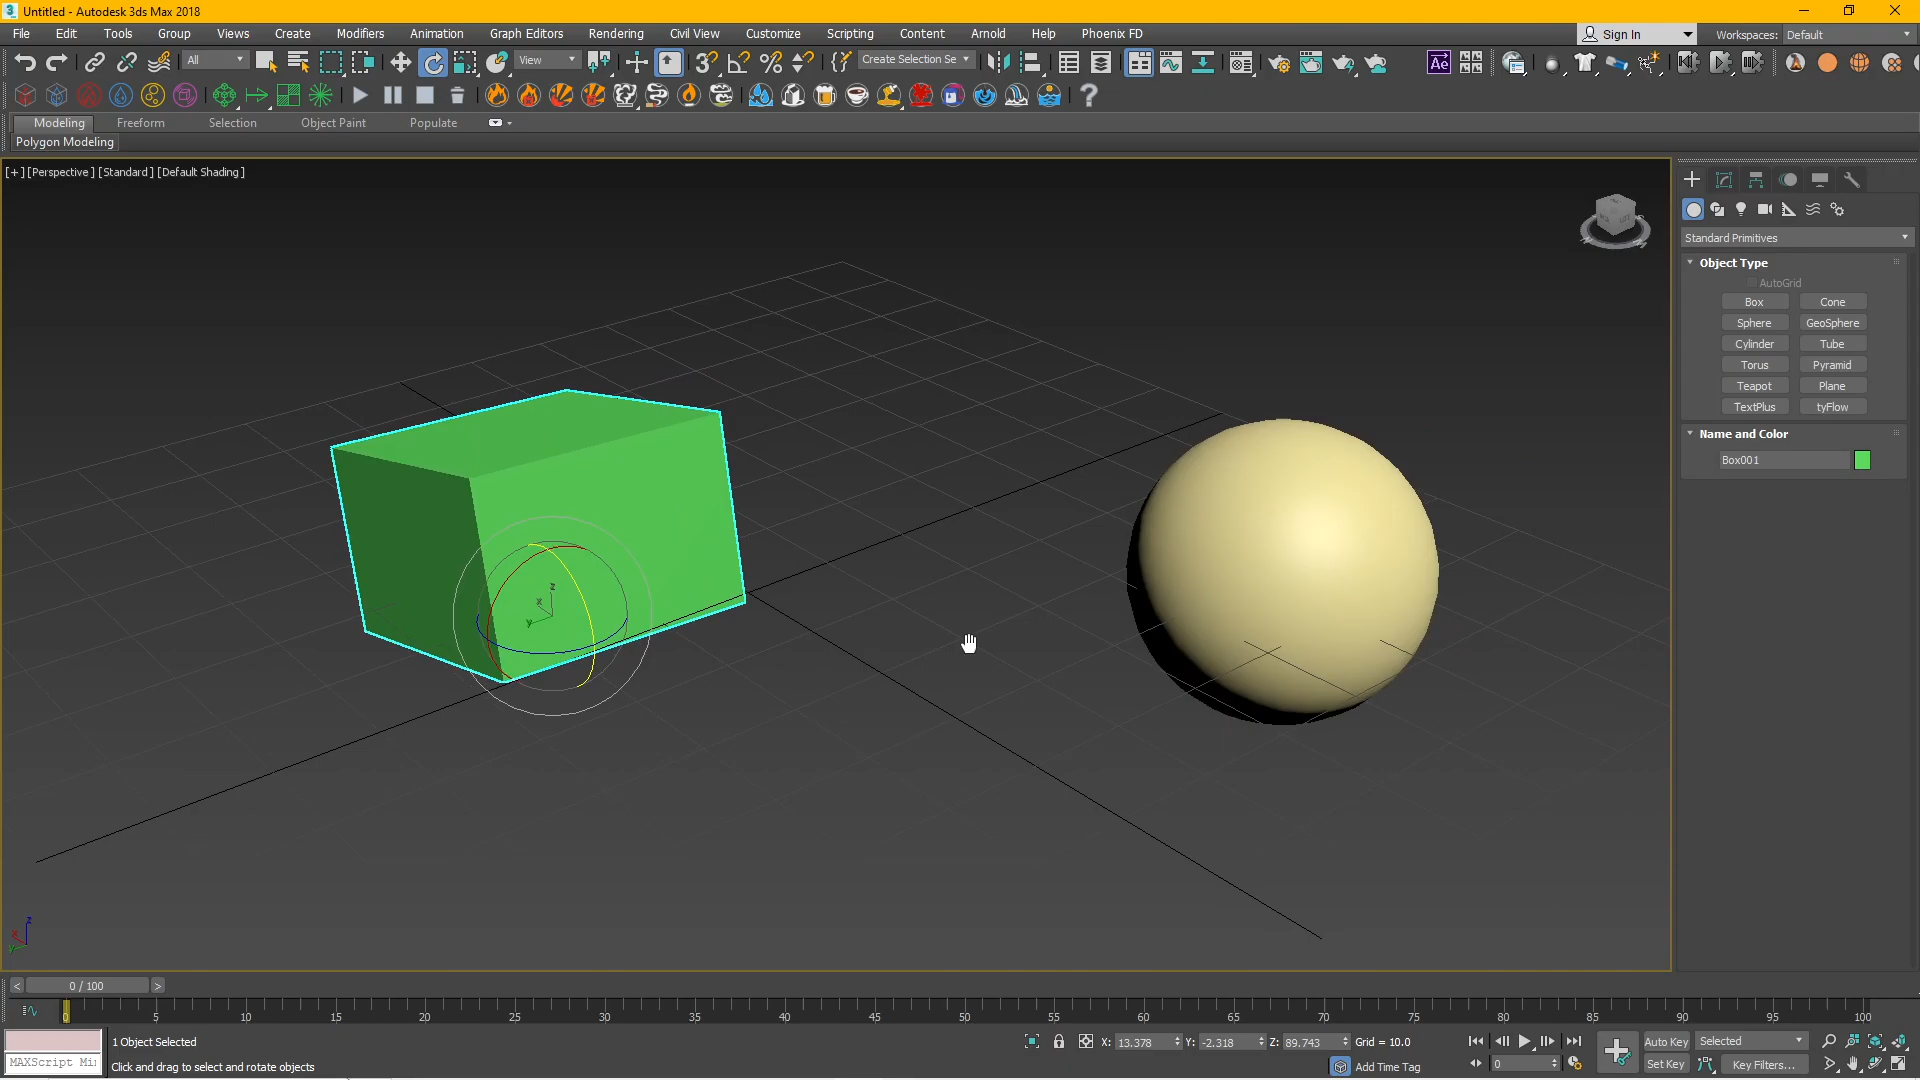 Untitled - Autodesk 3ds Max 2018
File Edit Tools Group Views Create Modifiers Animation Graph Editors Rendering Civil View Customize Scripting Content Arnold Help Phoenix FD Sign In Workspaces: Default
All View Create Selection Se Ae
Modeling Freeform Selection Object Paint Populate
Polygon Modeling
[+] [Perspective ] [Standard ] [Default Shading ]
Standard Primitives
Object Type
AutoGrid
Box Cone
Sphere GeoSphere
Cylinder Tube
Torus Pyramid
Teapot Plane
TextPlus tyFlow
Name and Color
Box001
z
x
y
z
x
y
< 0 / 100 >
0 5 10 15 20 25 30 35 40 45 50 55 60 65 70 75 80 85 90 95 100
1 Object Selected X: 13.378 Y: -2.318 Z: 89.743 Grid = 10.0 Auto Key Selected
MAXScript Mi Click and drag to select and rotate objects Add Time Tag 0 Set Key Key Filters...